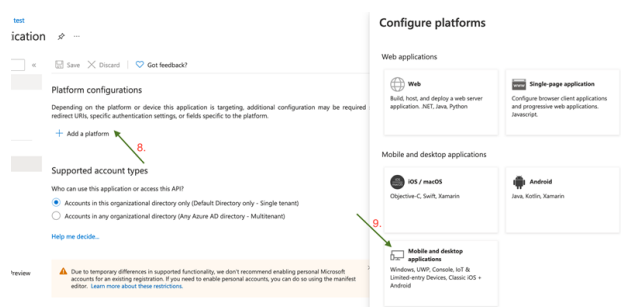 test
ication
Save Discard Got feedback?
Platform configurations
Depending on the platform or device this application is targeting, additional configuration may be required
redirect URIs, specific authentication settings, or fields specific to the platform.
+ Add a platform
8.
Supported account types
Who can use this application or access this API?
Accounts in this organizational directory only (Default Directory only - Single tenant)
Accounts in any organizational directory (Any Azure AD directory - Multitenant)
Help me decide...
Preview
Due to temporary differences in supported functionality, we don't recommend enabling personal Microsoft
accounts for an existing registration. If you need to enable personal accounts, you can do so using the manifest
editor. Learn more about these restrictions.
Configure platforms
Web applications
Web
Build, host, and deploy a web server
application. .NET, Java, Python
Single-page application
Configure browser client applications
and progressive web applications.
Javascript.
Mobile and desktop applications
iOS / macOS
Objective-C, Swift, Xamarin
Android
Java, Kotlin, Xamarin
9.
Mobile and desktop
applications
Windows, UWP, Console, IoT &
Limited-entry Devices, Classic iOS +
Android